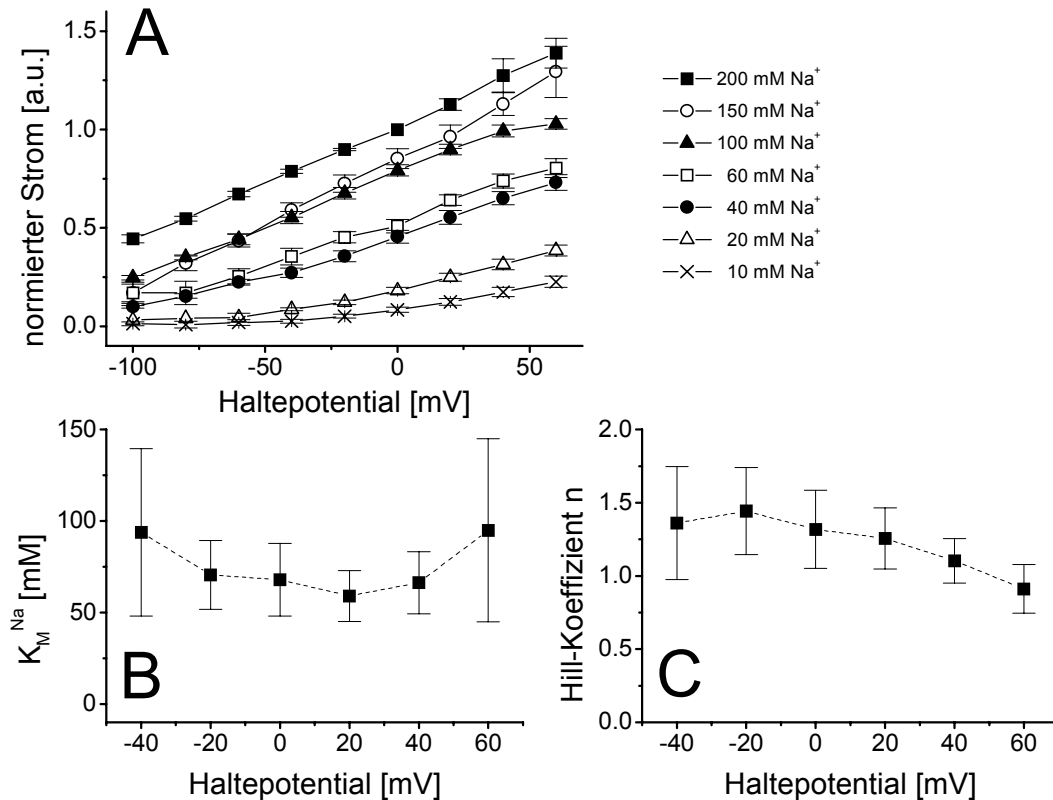 A
normierter Strom [a.u.]
1.5
1.0
0.5
0.0
-100
-50
0
50
Haltepotential [mV]
200 mM Na⁺
150 mM Na⁺
100 mM Na⁺
60 mM Na⁺
40 mM Na⁺
20 mM Na⁺
10 mM Na⁺
B
K_M^Na [mM]
150
100
50
0
-40 -20 0 20 40 60
Haltepotential [mV]
C
Hill-Koeffizient n
2.0
1.5
1.0
0.5
0.0
-40 -20 0 20 40 60
Haltepotential [mV]